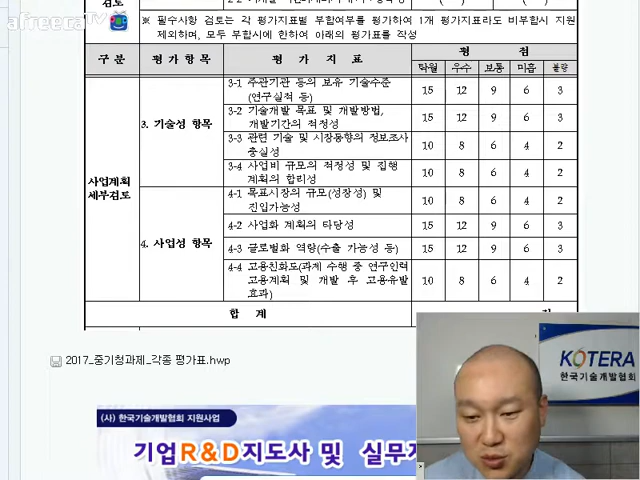 afreecaTV
검토
※ 필수사항 검토는 각 평가지표별 부합여부를 평가하여 1개 평가지표라도 비부합시 지원
제외하며, 모두 부합시에 한하여 아래의 평가표를 작성
구 분 평 가 항 목 평 가 지 표 평 점
탁월 우수 보통 미흡 불량
사업계획
세부검토
3. 기술성 항목
3-1 주관기관 등의 보유 기술수준
(연구실적 등) 15 12 9 6 3
3-2 기술개발 목표 및 개발방법,
개발기간의 적정성 15 12 9 6 3
3-3 관련 기술 및 시장동향의 정보조사
충실성 10 8 6 4 2
3-4 사업비 규모의 적정성 및 집행
계획의 합리성 10 8 6 4 2
4. 사업성 항목
4-1 목표시장의 규모(성장성) 및
진입가능성 10 8 6 4 2
4-2 사업화 계획의 타당성 15 12 9 6 3
4-3 글로벌화 역량(수출 가능성 등) 15 12 9 6 3
4-4 고용친화도(과제 수행 중 연구인력
고용계획 및 개발 후 고용유발
효과) 10 8 6 4 2
합 계
2017_중기청과제_각종 평가표.hwp
KOTERA
한국기술개발협회
(사) 한국기술개발협회 지원사업
기업R&D지도사 및 실무